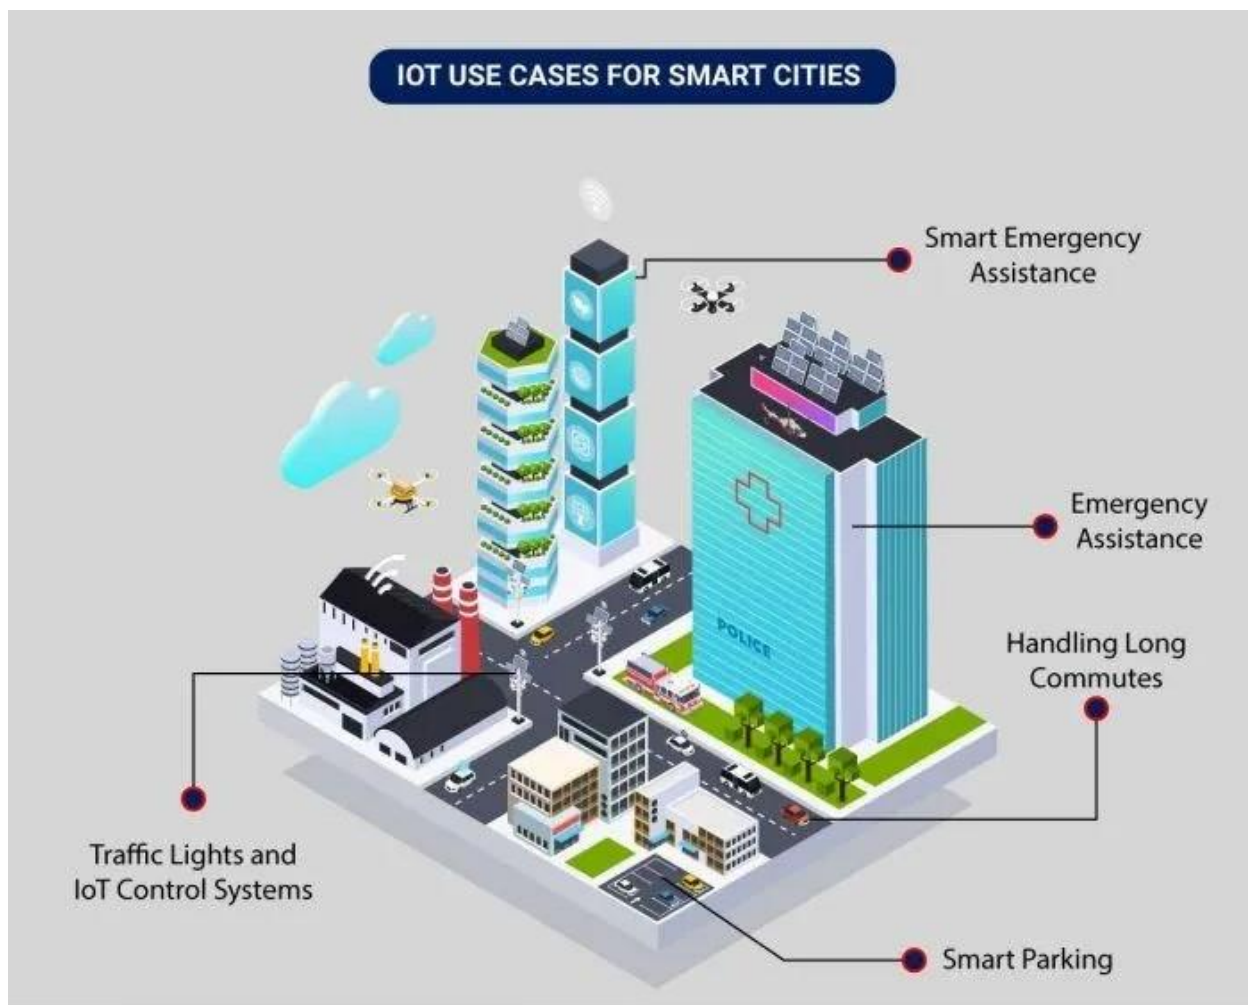 IOT USE CASES FOR SMART CITIES
Smart Emergency
Assistance
Emergency
Assistance
POLICE
Handling Long
Commutes
Traffic Lights and
IoT Control Systems
Smart Parking